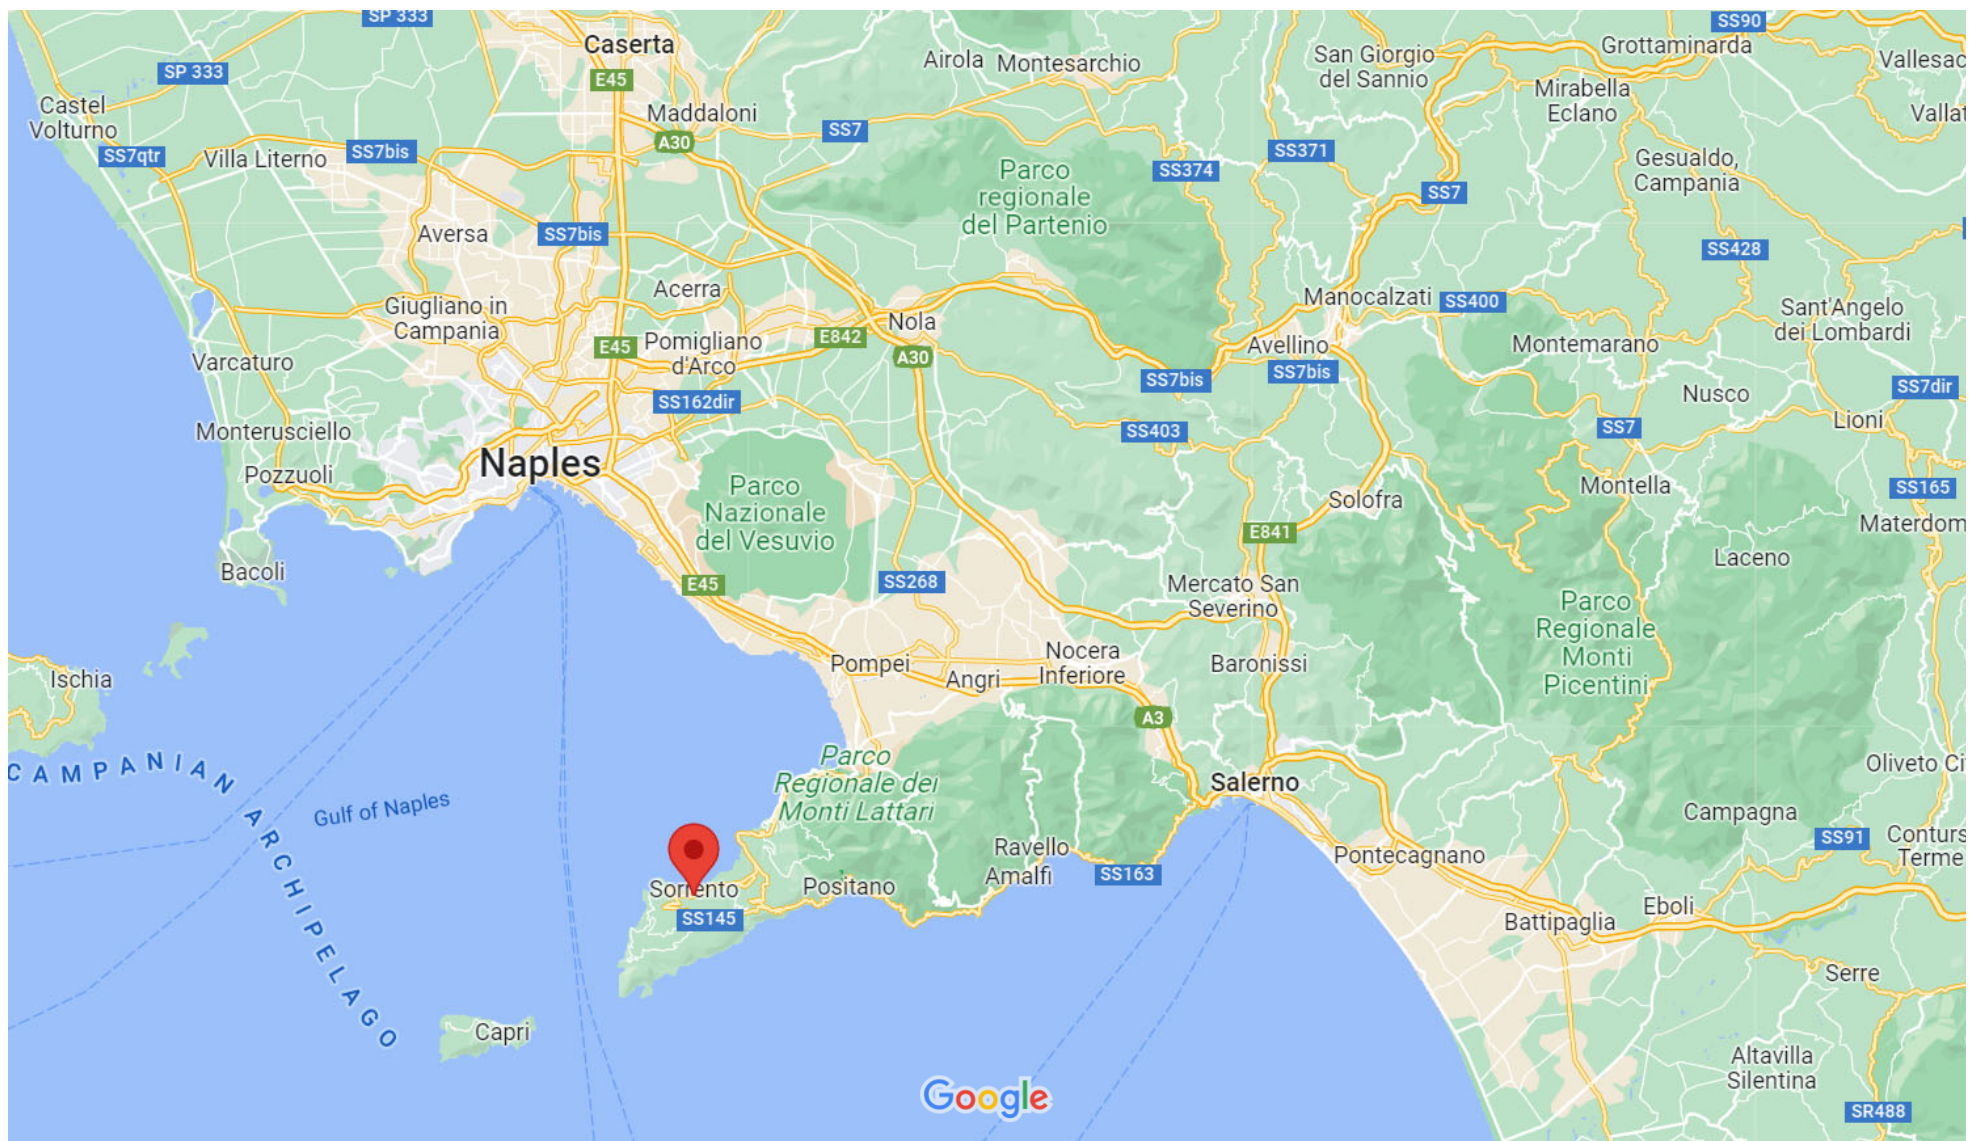 SP 333
SS90
Caserta
Grottaminarda
Airola
Montesarchio
San Giorgio
del Sannio
Vallesac
SP 333
E45
Mirabella
Eclano
Castel
Volturno
Maddaloni
SS7
Vallat
A30
SS7qtr
Villa Literno
SS7bis
SS371
Gesualdo,
Campania
Parco
regionale
del Partenio
SS374
SS7
Aversa
SS7bis
SS428
Acerra
Manocalzati
SS400
Giugliano in
Campania
Sant'Angelo
dei Lombardi
Nola
E842
E45
Pomigliano
d'Arco
A30
Avellino
Montemarano
Varcaturo
SS7bis
SS7bis
SS7dir
Nusco
SS162dir
Lioni
Monterusciello
SS403
SS7
Naples
Pozzuoli
Parco
Nazionale
del Vesuvio
Solofra
Montella
SS165
Materdom
E841
Bacoli
E45
SS268
Laceno
Mercato San
Severino
Parco
Regionale
Monti
Picentini
Ischia
Pompei
Angri
Nocera
Inferiore
Baronissi
A3
CAMPANIAN ARCHIPELAGO
Parco
Regionale dei
Monti Lattari
Salerno
Oliveto Ci
Gulf of Naples
Campagna
SS91
Conturs
Terme
Ravello
Amalfi
SS163
Pontecagnano
Sorrento
Positano
SS145
Eboli
Battipaglia
Serre
Capri
Altavilla
Silentina
Google
SR488